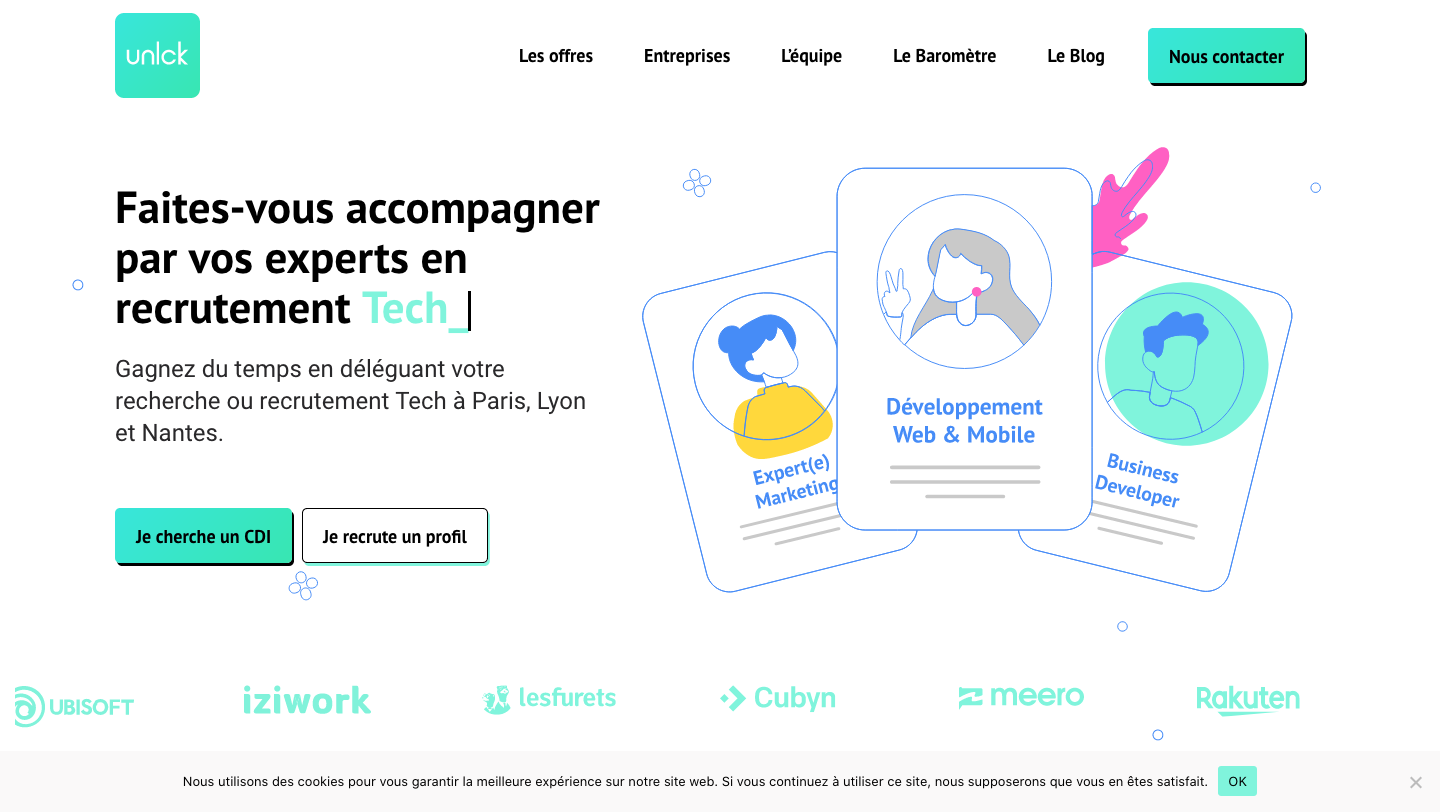 unlck
Les offres
Entreprises
L'équipe
Le Baromètre
Le Blog
Nous contacter
Faites-vous accompagner
par vos experts en
recrutement Tech_
Gagnez du temps en déléguant votre
recherche ou recrutement Tech à Paris, Lyon
et Nantes.
Je cherche un CDI
Je recrute un profil
Expert(e)
Marketing
Développement
Web & Mobile
Business
Developer
UBISOFT
iziwork
lesfurets
Cubyn
meero
Rakuten
Nous utilisons des cookies pour vous garantir la meilleure expérience sur notre site web. Si vous continuez à utiliser ce site, nous supposerons que vous en êtes satisfait.
OK